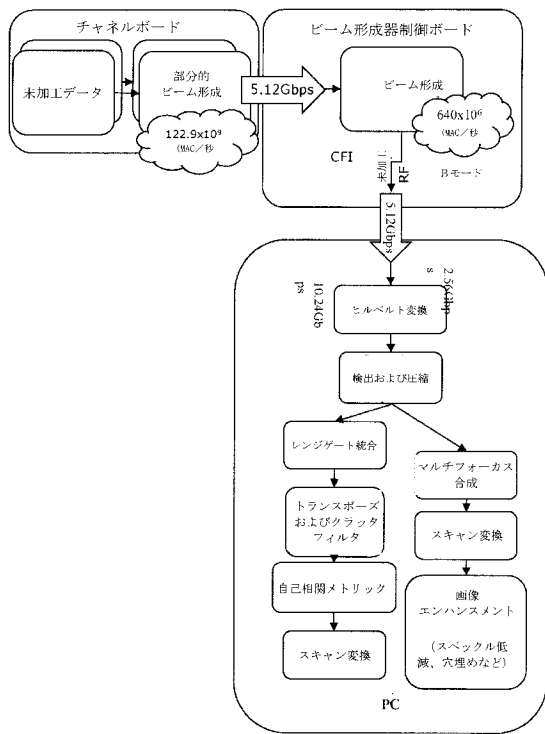 チャネルボード
未加工データ
部分的
ビーム形成
122.9x10⁹
(MAC／秒
5.12Gbps
ビーム形成器制御ボード
ビーム形成
640x10⁶
(MAC／秒
CFI
未加工
RF
Bモード
5.12Gbps
10.24Gb
ps
2.56Gbp
s
ヒルベルト変換
検出および圧縮
レンジゲート統合
トランスポーズ
およびクラッタ
フィルタ
自己相関メトリック
スキャン変換
マルチフォーカス
合成
スキャン変換
画像
エンハンスメント
（スペックル低
減、穴埋めなど）
PC